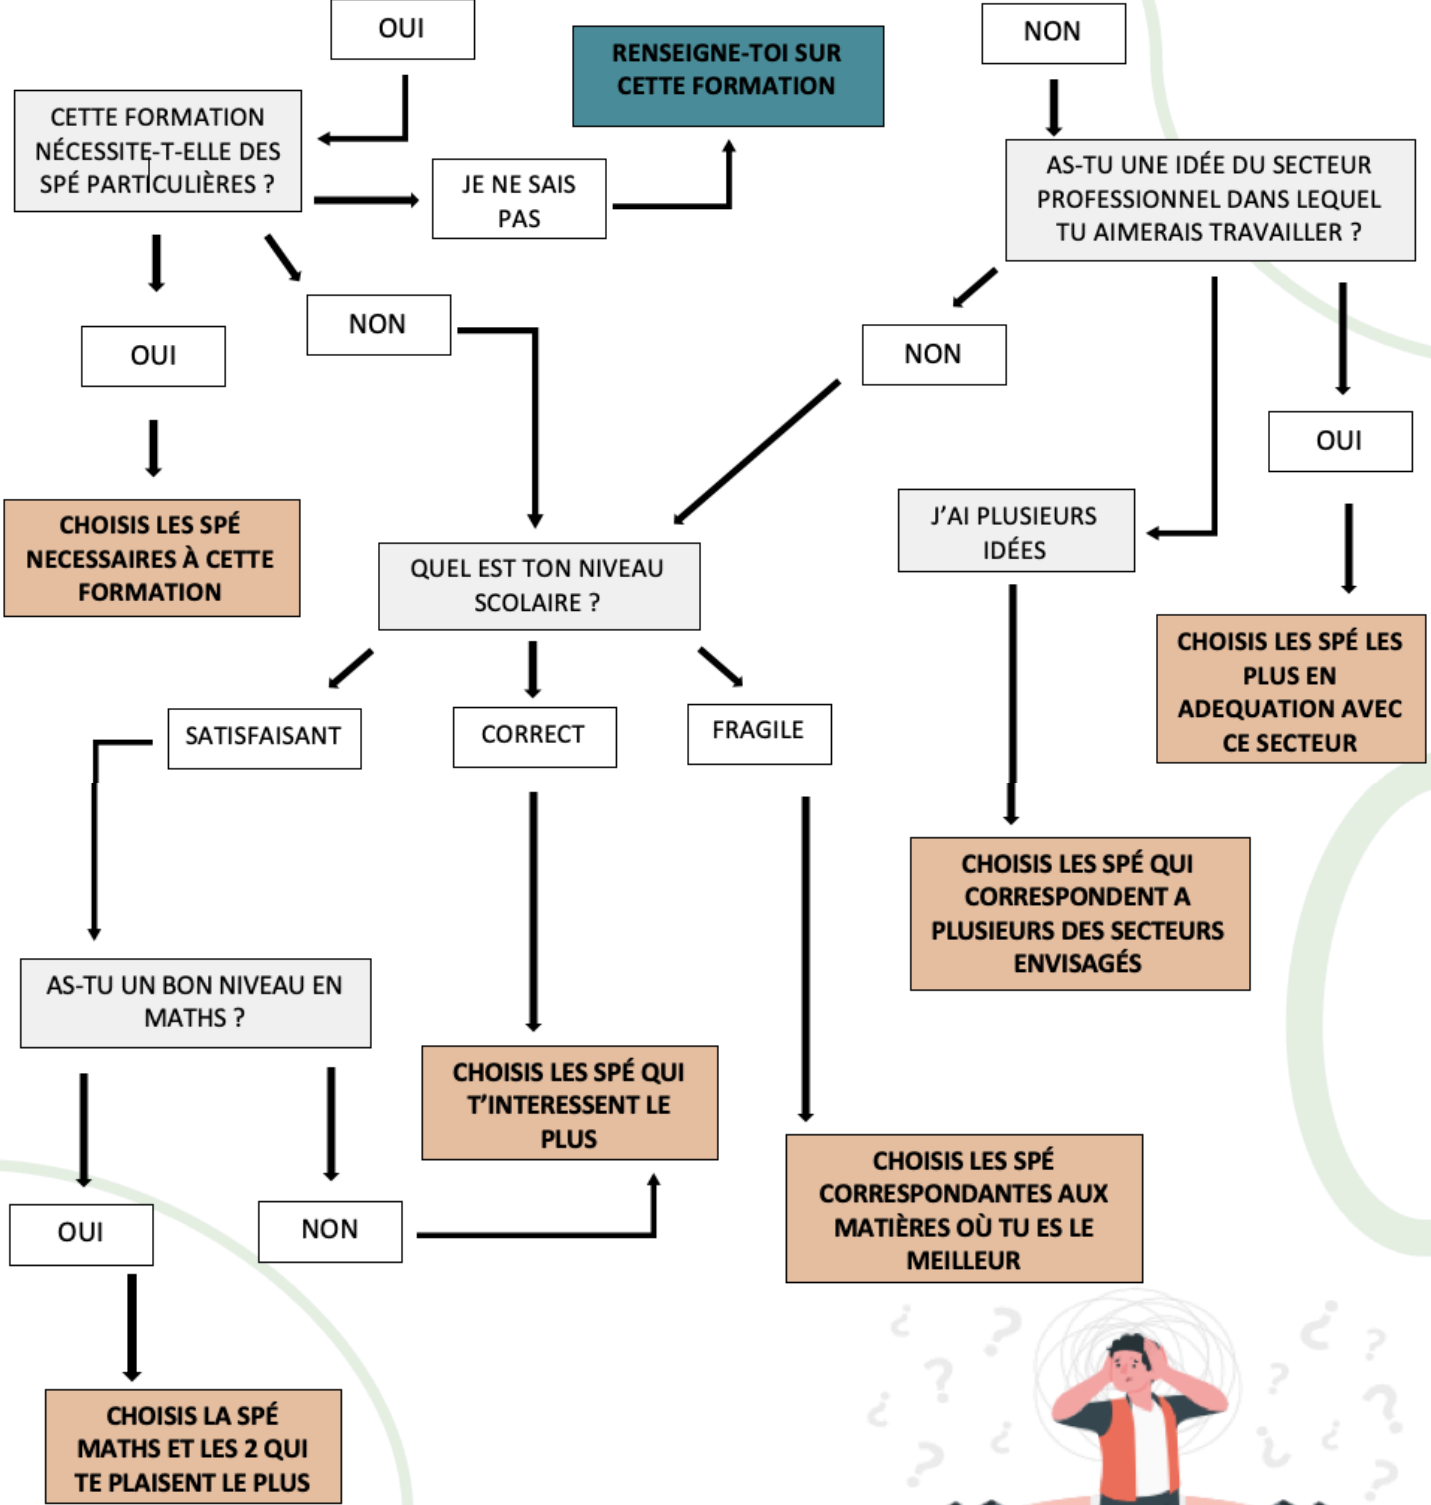 OUI
NON
RENSEIGNE-TOI SUR
CETTE FORMATION
CETTE FORMATION
NÉCESSITE-T-ELLE DES
SPÉ PARTICULIÈRES ?
JE NE SAIS
PAS
AS-TU UNE IDÉE DU SECTEUR
PROFESSIONNEL DANS LEQUEL
TU AIMERAIS TRAVAILLER ?
NON
OUI
NON
OUI
CHOISIS LES SPÉ
NECESSAIRES À CETTE
FORMATION
J'AI PLUSIEURS
IDÉES
QUEL EST TON NIVEAU
SCOLAIRE ?
CHOISIS LES SPÉ LES
PLUS EN
ADEQUATION AVEC
CE SECTEUR
SATISFAISANT
CORRECT
FRAGILE
CHOISIS LES SPÉ QUI
CORRESPONDENT A
PLUSIEURS DES SECTEURS
ENVISAGÉS
AS-TU UN BON NIVEAU EN
MATHS ?
CHOISIS LES SPÉ QUI
T'INTERESSENT LE
PLUS
CHOISIS LES SPÉ
CORRESPONDANTES AUX
MATIÈRES OÙ TU ES LE
MEILLEUR
OUI
NON
CHOISIS LA SPÉ
MATHS ET LES 2 QUI
TE PLAISENT LE PLUS